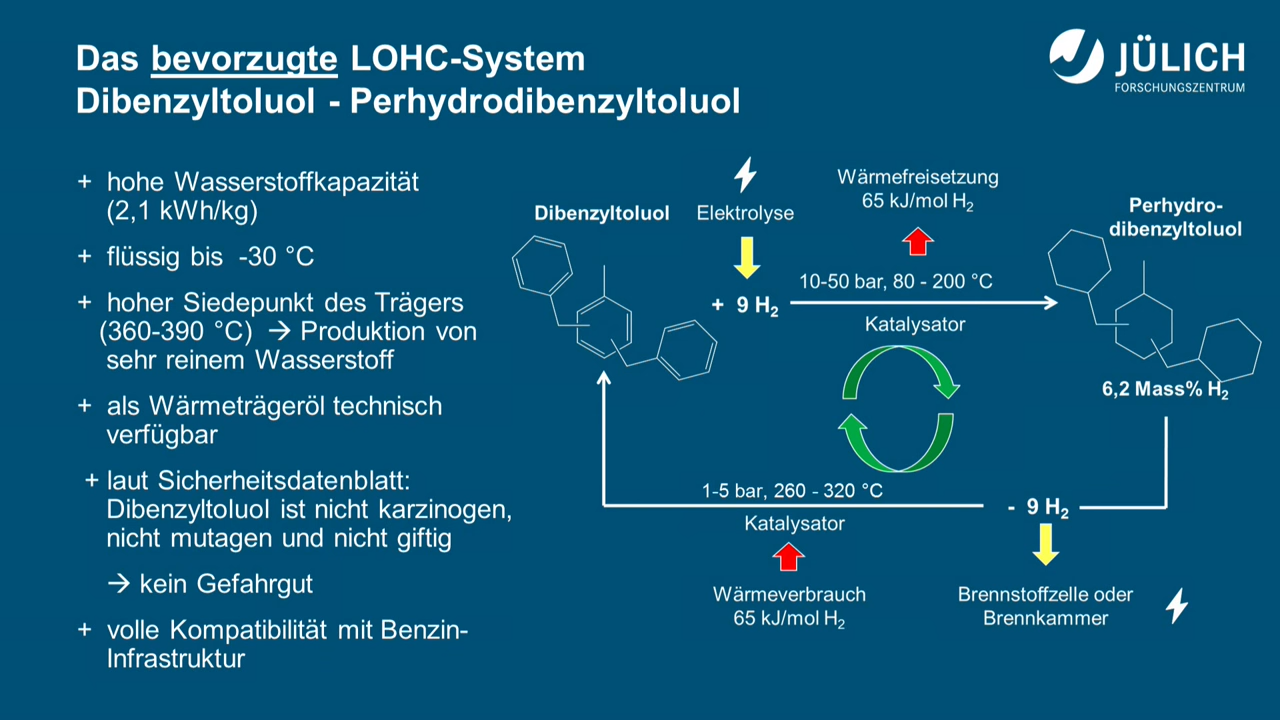 Das bevorzugte LOHC-System
Dibenzyltoluol - Perhydrodibenzyltoluol
JÜLICH
FORSCHUNGSZENTRUM
+ hohe Wasserstoffkapazität
(2,1 kWh/kg)
+ flüssig bis -30 °C
+ hoher Siedepunkt des Trägers
(360-390 °C) → Produktion von
sehr reinem Wasserstoff
+ als Wärmeträgeröl technisch
verfügbar
+ laut Sicherheitsdatenblatt:
Dibenzyltoluol ist nicht karzinogen,
nicht mutagen und nicht giftig
→ kein Gefahrgut
+ volle Kompatibilität mit Benzin-
Infrastruktur
Dibenzyltoluol
Elektrolyse
Wärmefreisetzung
65 kJ/mol H₂
Perhydro-
dibenzyltoluol
+ 9 H₂
10-50 bar, 80 - 200 °C
Katalysator
6,2 Mass% H₂
1-5 bar, 260 - 320 °C
Katalysator
- 9 H₂
Wärmeverbrauch
65 kJ/mol H₂
Brennstoffzelle oder
Brennkammer